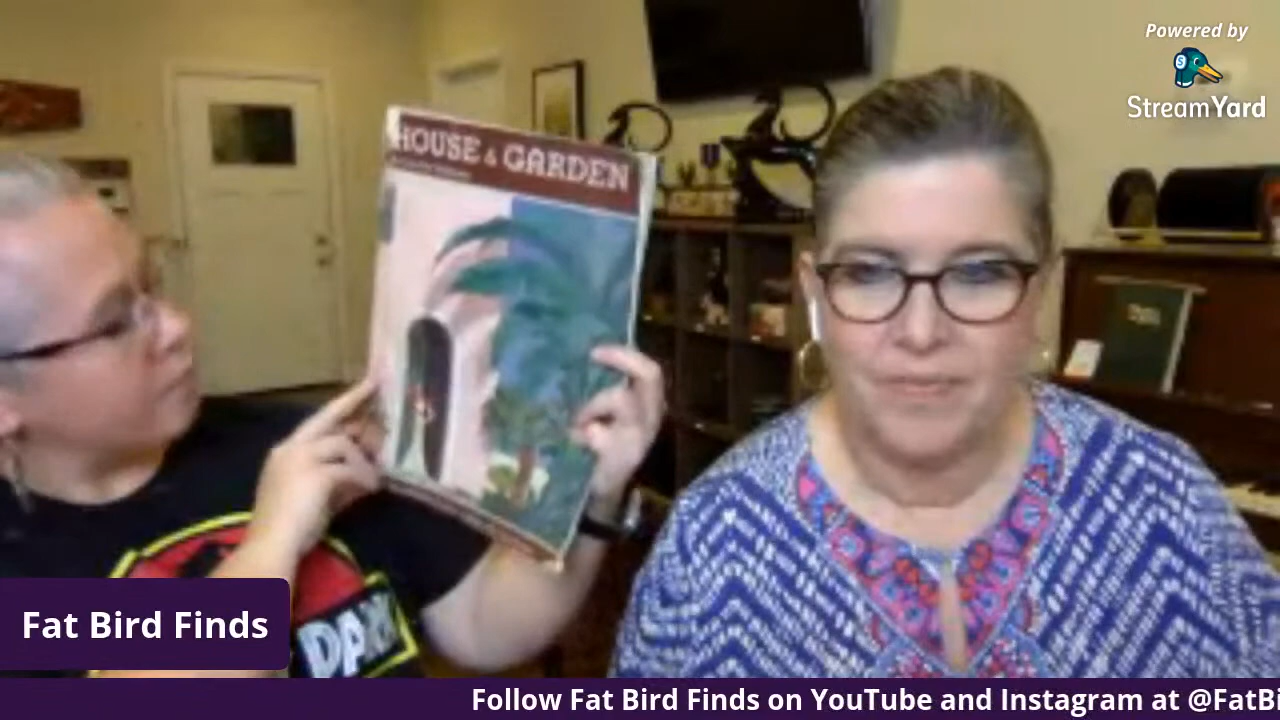 Powered by
StreamYard
HOUSE & GARDEN
Fat Bird Finds
Follow Fat Bird Finds on YouTube and Instagram at @FatBi